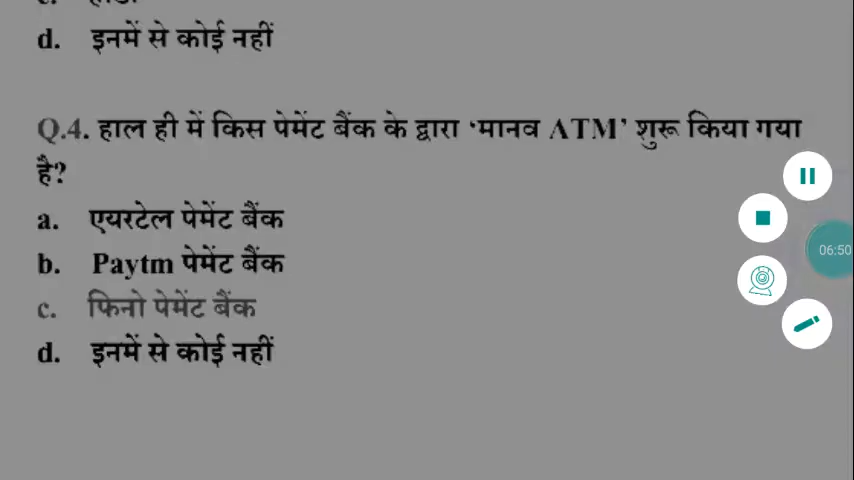 d. इनमें से कोई नहीं
Q.4. हाल ही में किस पेमेंट बैंक के द्वारा ‘मानव ATM’ शुरू किया गया
है?
a. एयरटेल पेमेंट बैंक
b. Paytm पेमेंट बैंक
c. फिनो पेमेंट बैंक
d. इनमें से कोई नहीं
06:50